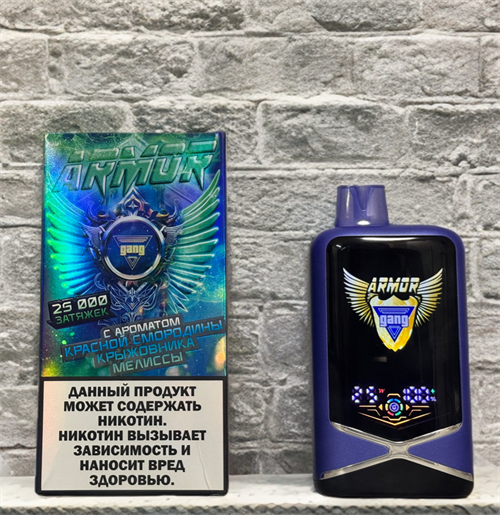 ARMOR
gang
25 000
ЗАТЯЖЕК
С АРОМАТОМ
КРАСНОЙ СМОРОДИНЫ
КРЫЖОВНИКА
МЕЛИССЫ
ДАННЫЙ ПРОДУКТ
МОЖЕТ СОДЕРЖАТЬ
НИКОТИН.
НИКОТИН ВЫЗЫВАЕТ
ЗАВИСИМОСТЬ И
НАНОСИТ ВРЕД
ЗДОРОВЬЮ.
ARMOR
gang